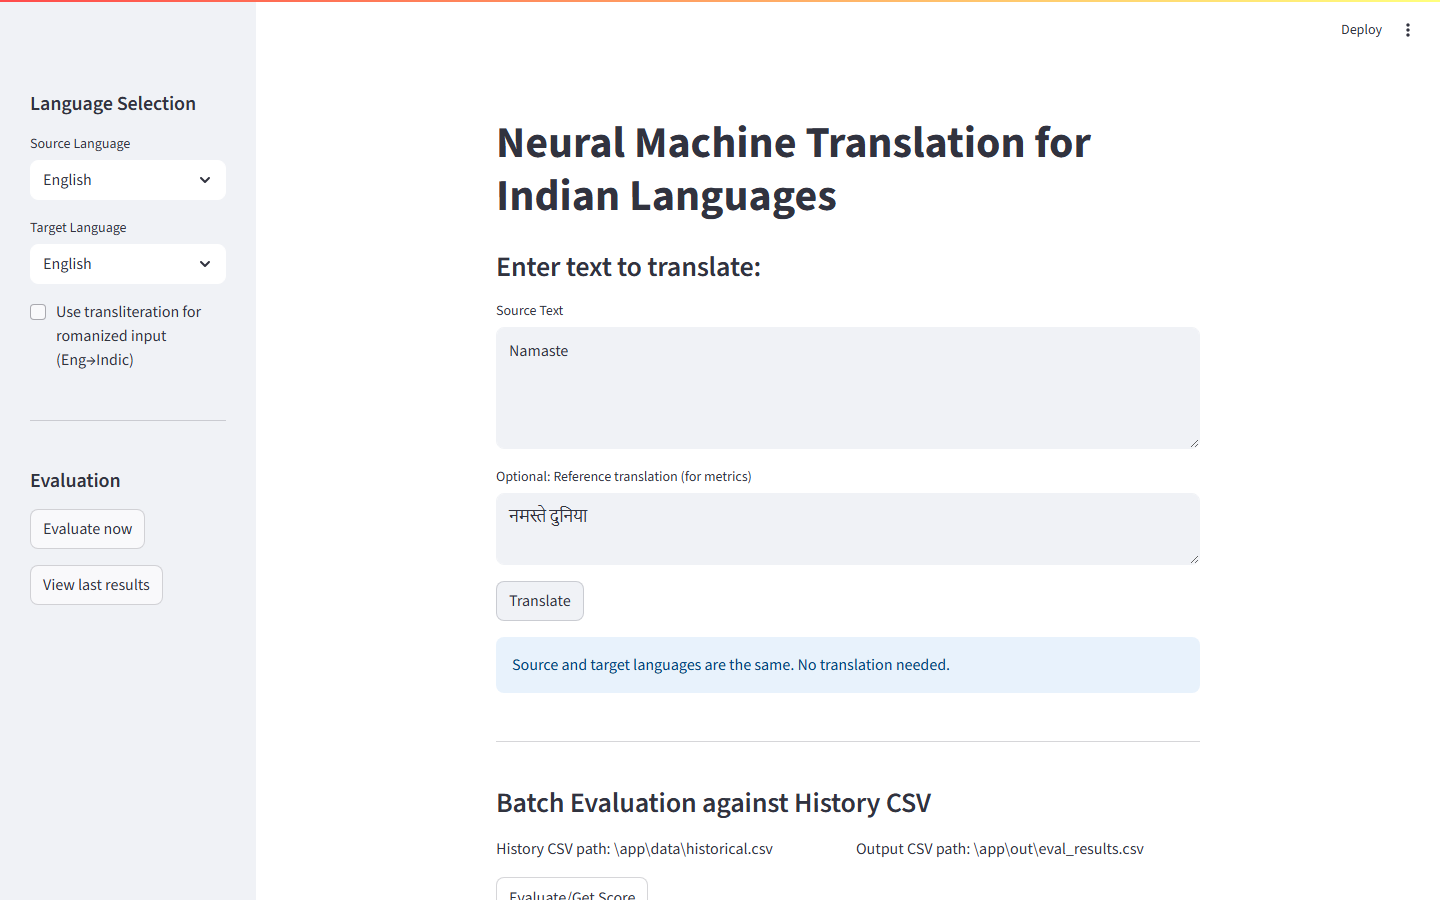 Deploy
Language Selection
Source Language
English
Target Language
English
Use transliteration for
romanized input
(Eng→Indic)
Evaluation
Evaluate now
View last results
Neural Machine Translation for
Indian Languages
Enter text to translate:
Source Text
Namaste
Optional: Reference translation (for metrics)
नमस्ते दुनिया
Translate
Source and target languages are the same. No translation needed.
Batch Evaluation against History CSV
History CSV path: \app\data\historical.csv
Output CSV path: \app\out\eval_results.csv
Evaluate/Get Score